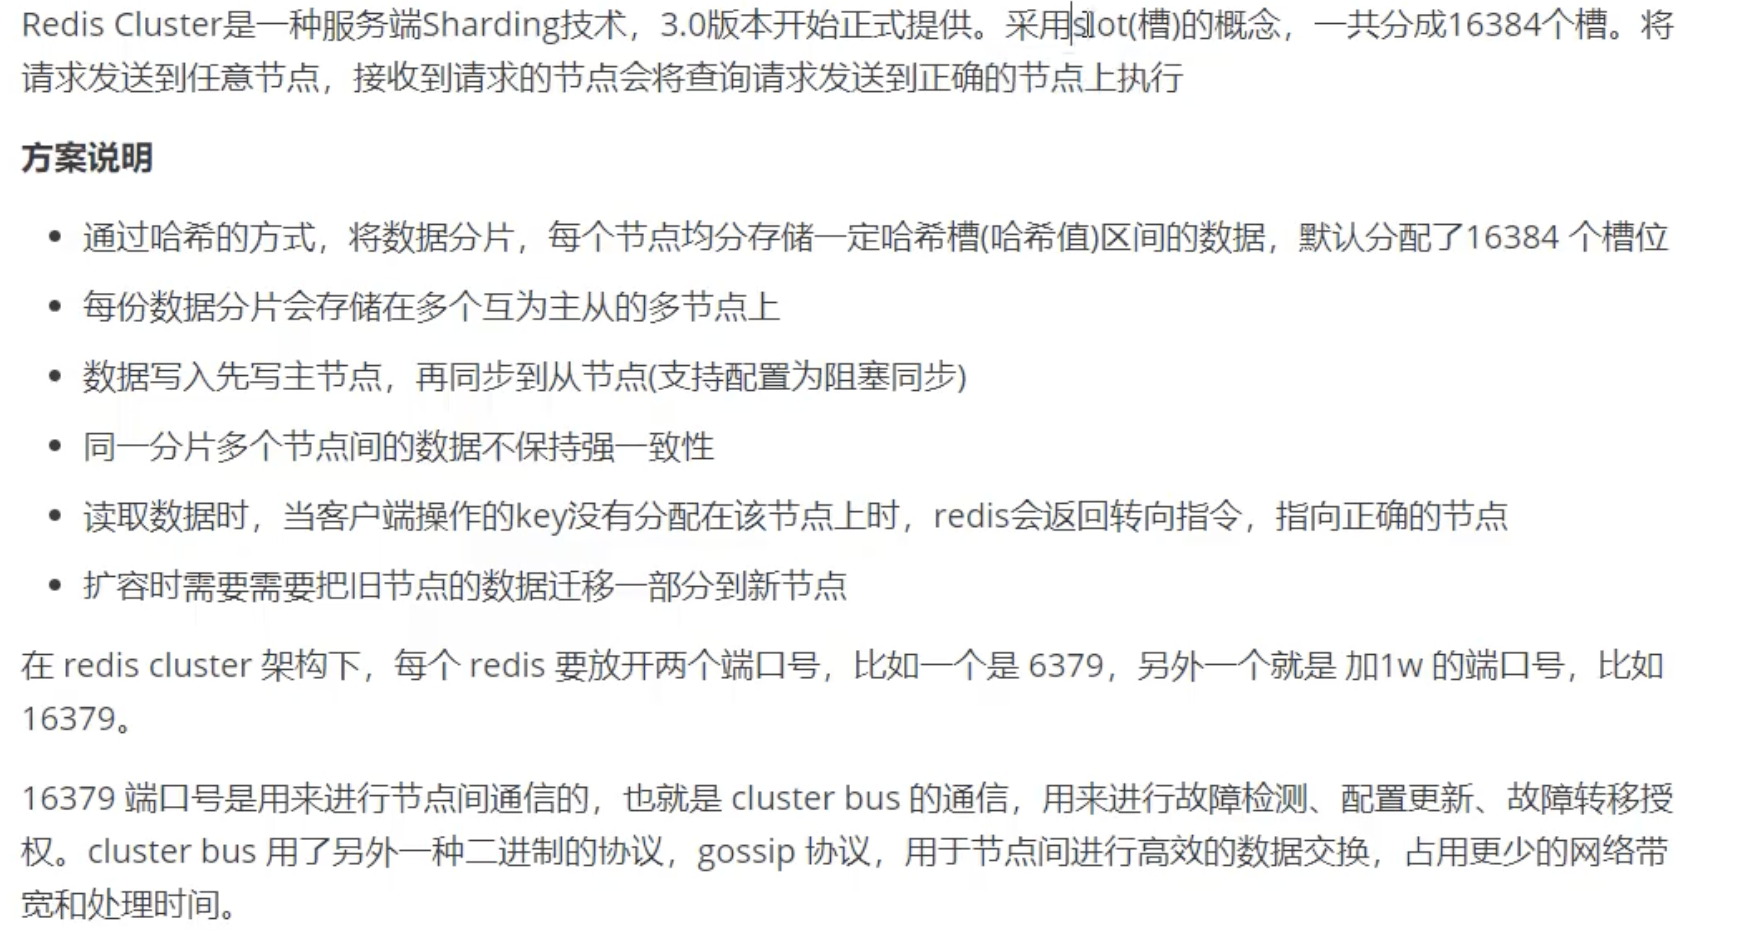 Redis Cluster是一种服务端Sharding技术，3.0版本开始正式提供。采用slot(槽)的概念，一共分成16384个槽。将
请求发送到任意节点，接收到请求的节点会将查询请求发送到正确的节点上执行
方案说明
• 通过哈希的方式，将数据分片，每个节点均分存储一定哈希槽(哈希值)区间的数据，默认分配了16384 个槽位
• 每份数据分片会存储在多个互为主从的多节点上
• 数据写入先写主节点，再同步到从节点(支持配置为阻塞同步)
• 同一分片多个节点间的数据不保持强一致性
• 读取数据时，当客户端操作的key没有分配在该节点上时，redis会返回转向指令，指向正确的节点
• 扩容时需要需要把旧节点的数据迁移一部分到新节点
在 redis cluster 架构下，每个 redis 要放开两个端口号，比如一个是 6379，另外一个就是 加1w 的端口号，比如
16379。
16379 端口号是用来进行节点间通信的，也就是 cluster bus 的通信，用来进行故障检测、配置更新、故障转移授
权。cluster bus 用了另外一种二进制的协议，gossip 协议，用于节点间进行高效的数据交换，占用更少的网络带
宽和处理时间。